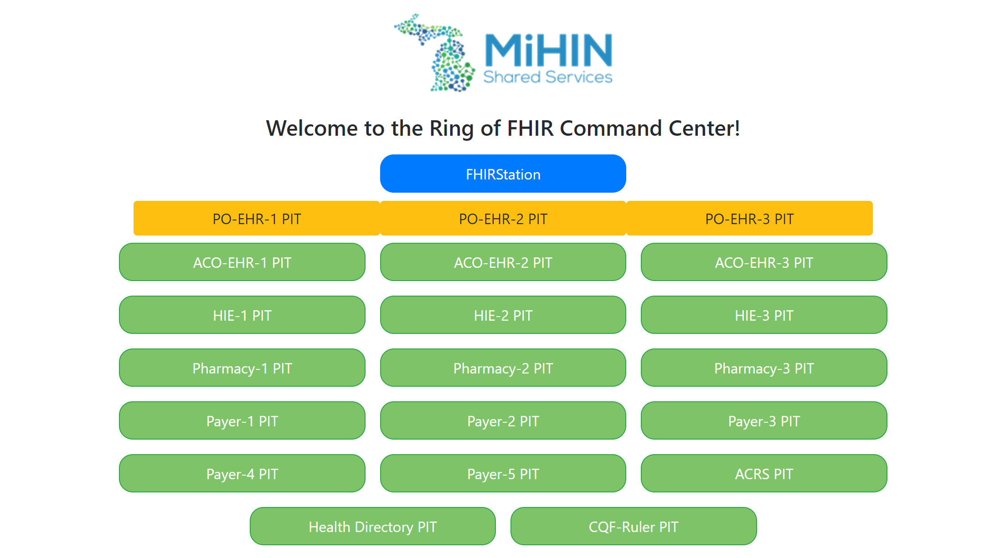 MiHIN
Shared Services
Welcome to the Ring of FHIR Command Center!
FHIRStation
PO-EHR-1 PIT PO-EHR-2 PIT PO-EHR-3 PIT
ACO-EHR-1 PIT ACO-EHR-2 PIT ACO-EHR-3 PIT
HIE-1 PIT HIE-2 PIT HIE-3 PIT
Pharmacy-1 PIT Pharmacy-2 PIT Pharmacy-3 PIT
Payer-1 PIT Payer-2 PIT Payer-3 PIT
Payer-4 PIT Payer-5 PIT ACRS PIT
Health Directory PIT CQF-Ruler PIT